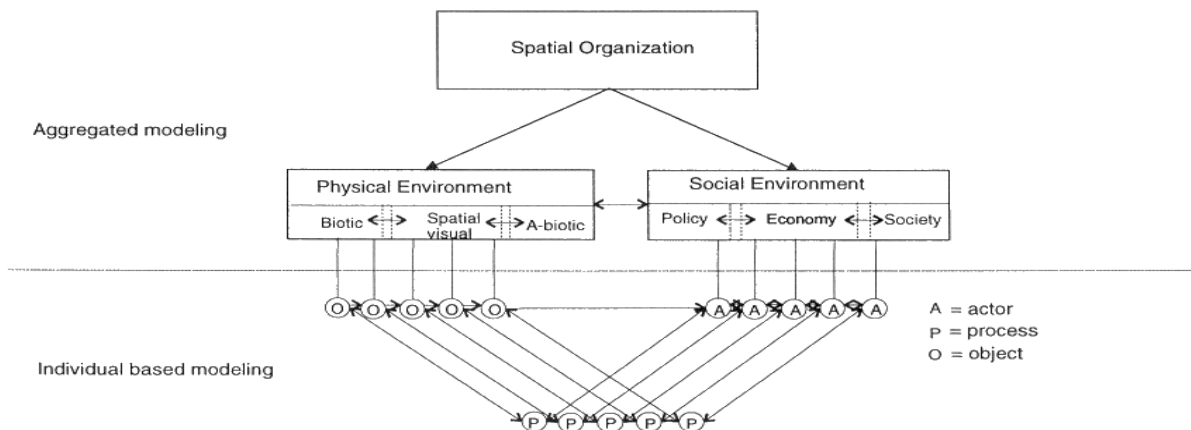 Spatial Organization
Aggregated modeling
Physical Environment
Social Environment
Biotic
Spatial
visual
A-biotic
Policy
Economy
Society
O O O O O
A A A A A
A = actor
P = process
O = object
Individual based modeling
P P P P P